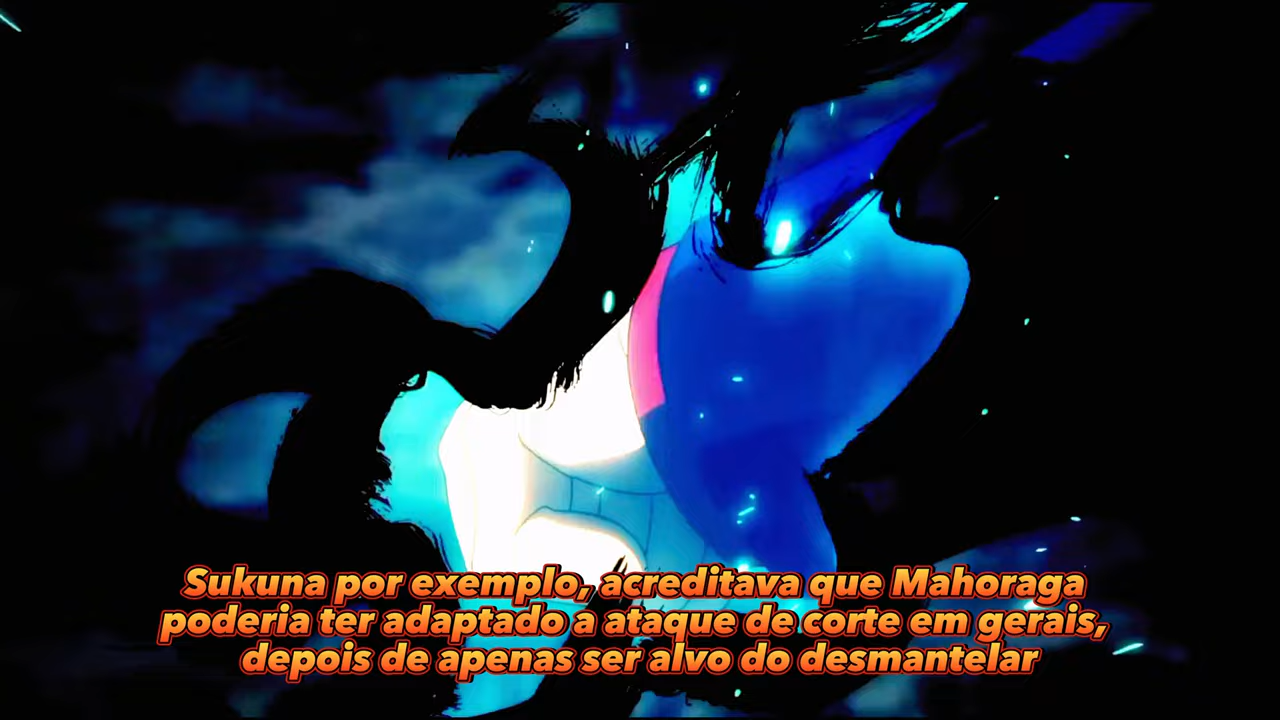 Sukuna por exemplo, acreditava que Mahoraga
poderia ter adaptado a ataque de corte em gerais,
depois de apenas ser alvo do desmantelar